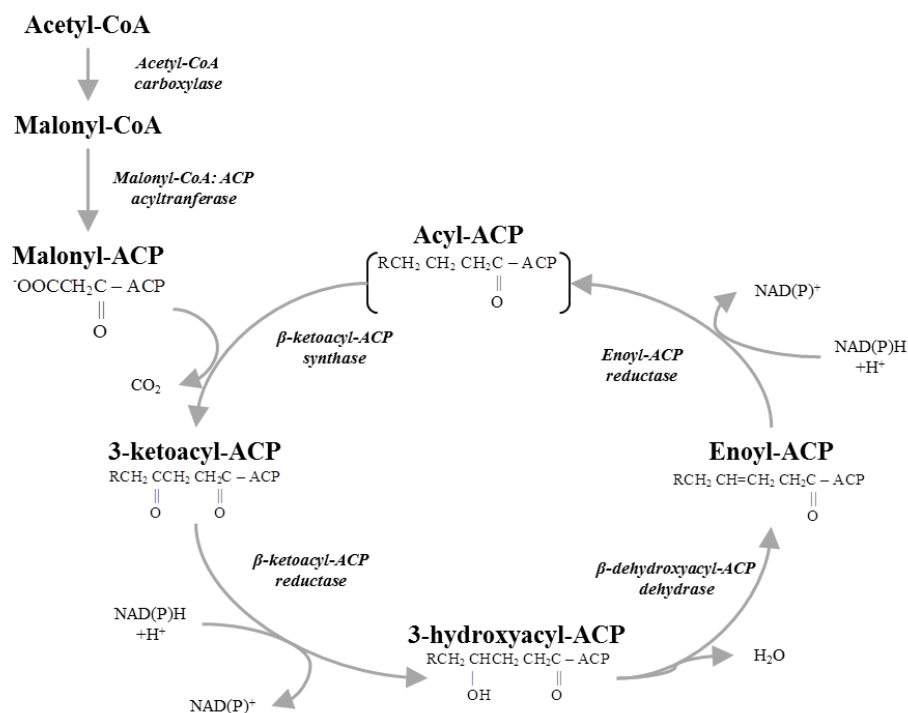 Acetyl-CoA
Acetyl-CoA
carboxylase
Malonyl-CoA
Malonyl-CoA: ACP
acyltranferase
Malonyl-ACP
⁻OOCCH₂C – ACP
||
O
CO₂
Acyl-ACP
RCH₂ CH₂ CH₂C – ACP
||
O
β-ketoacyl-ACP
synthase
Enoyl-ACP
reductase
NAD(P)⁺
NAD(P)H
+H⁺
3-ketoacyl-ACP
RCH₂ CCH₂ CH₂C – ACP
|| ||
O O
Enoyl-ACP
RCH₂ CH=CH₂ CH₂C – ACP
||
O
β-ketoacyl-ACP
reductase
β-dehydroxyacyl-ACP
dehydrase
NAD(P)H
+H⁺
NAD(P)⁺
3-hydroxyacyl-ACP
RCH₂ CHCH₂ CH₂C – ACP
| ||
OH O
H₂O